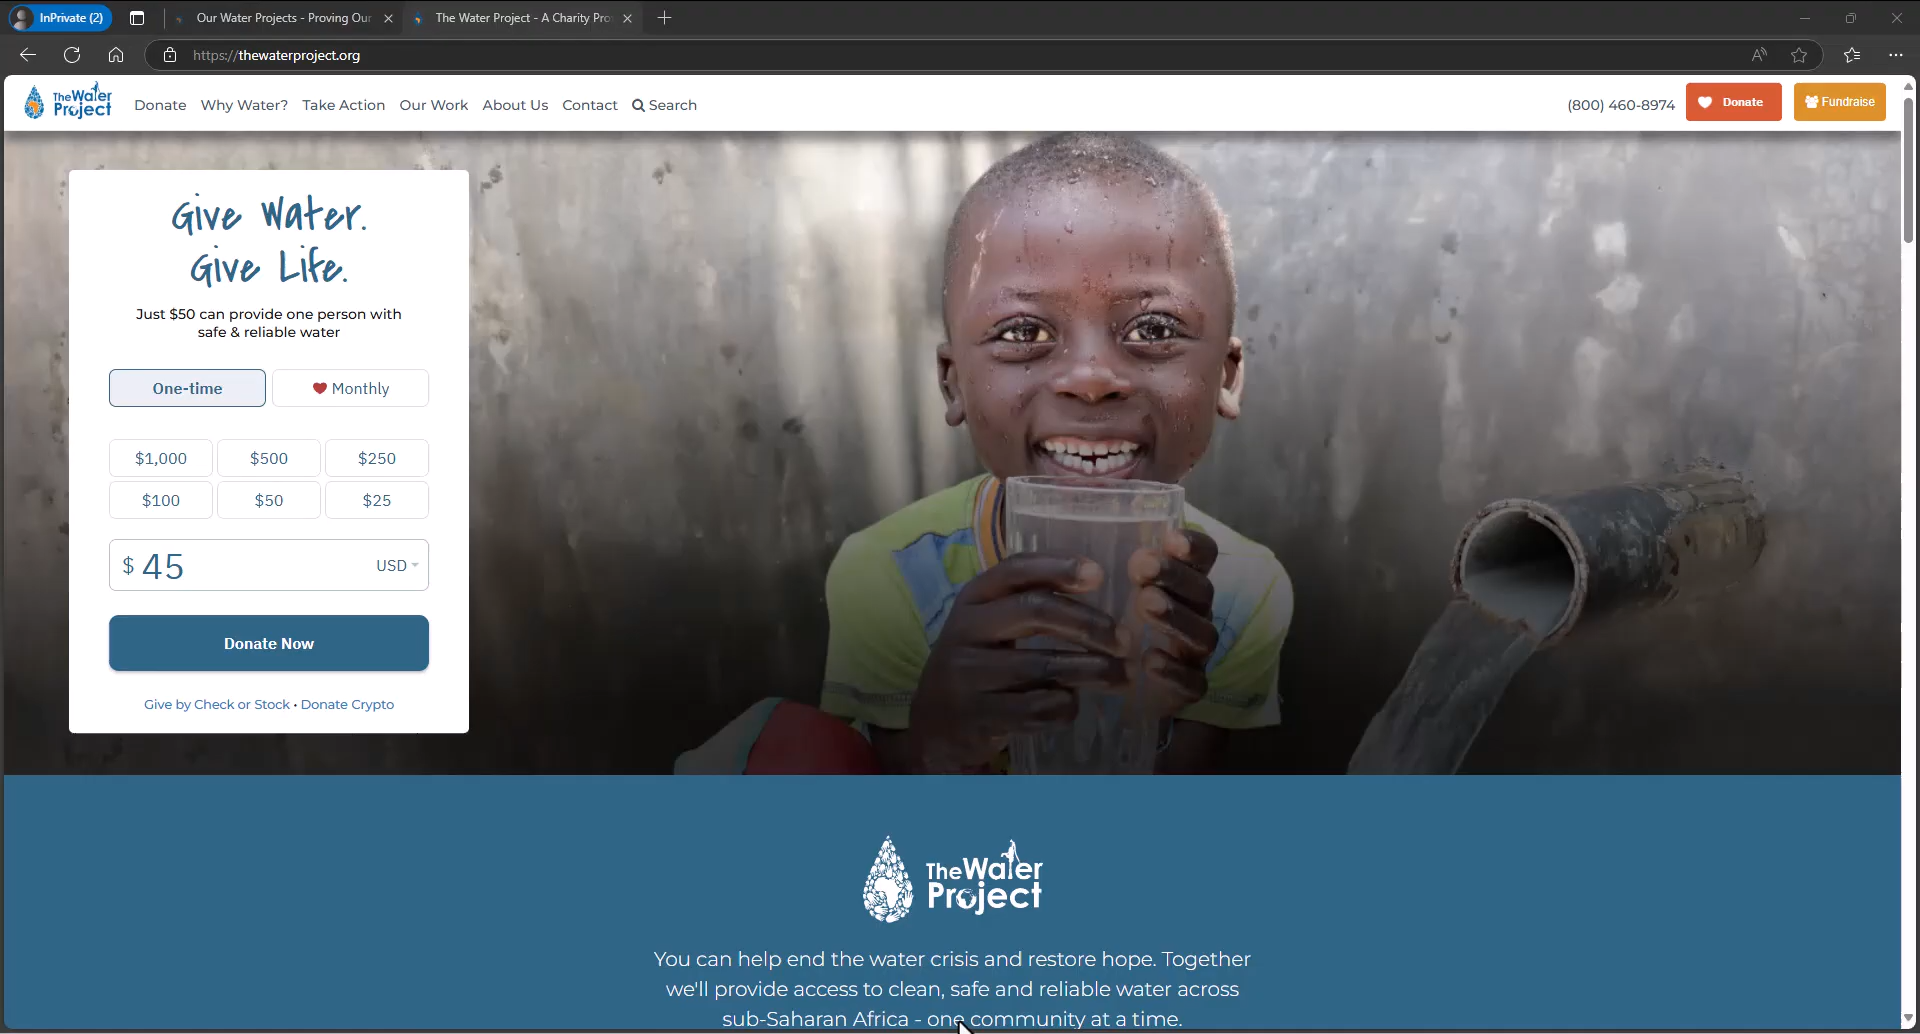 InPrivate (2)
Our Water Projects - Proving Our
The Water Project - A Charity Pro
https://thewaterproject.org
The Water Project
Donate
Why Water?
Take Action
Our Work
About Us
Contact
Search
(800) 460-8974
Donate
Fundraise
Give Water.
Give Life.
Just $50 can provide one person with
safe & reliable water
One-time
Monthly
$1,000
$500
$250
$100
$50
$25
$ 45
USD
Donate Now
Give by Check or Stock • Donate Crypto
The Water
Project
You can help end the water crisis and restore hope. Together
we'll provide access to clean, safe and reliable water across
sub-Saharan Africa - one community at a time.